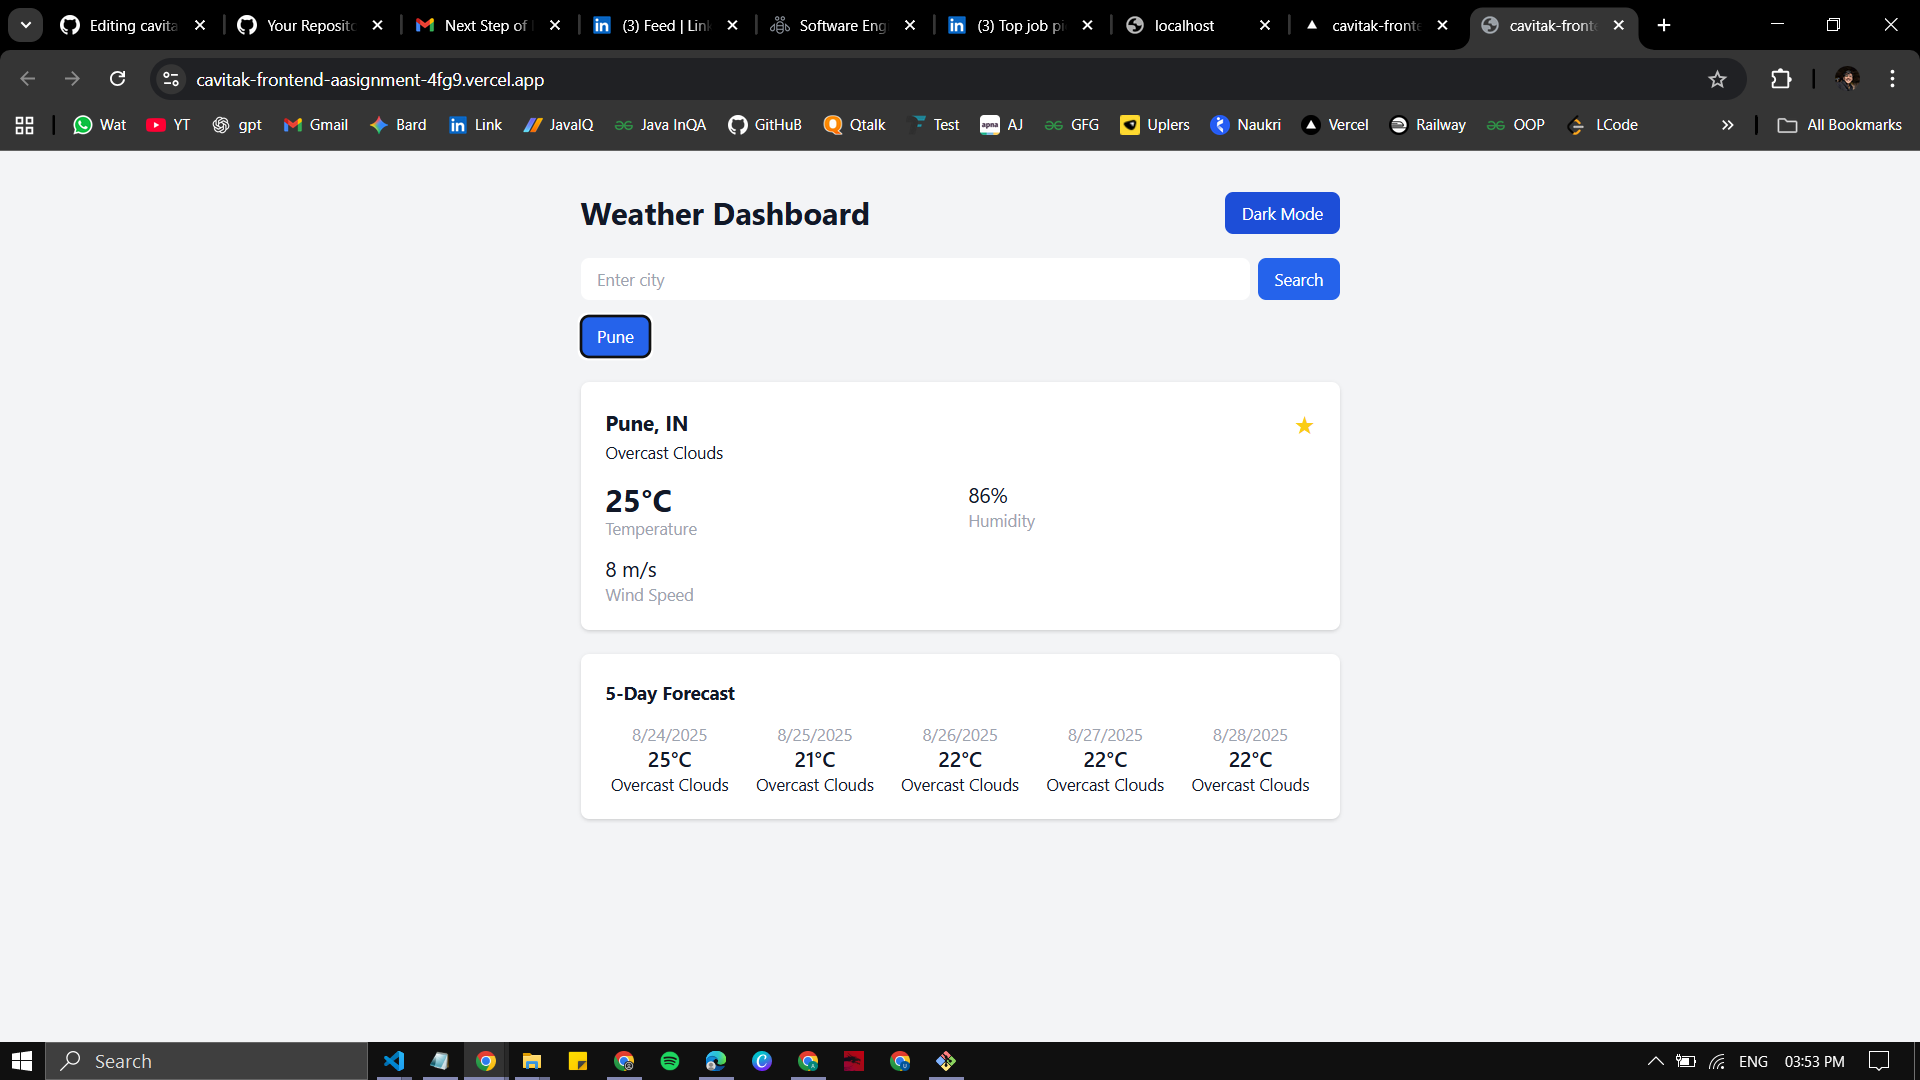 Editing cavita
Your Reposito
Next Step of
(3) Feed | Link
Software Eng
(3) Top job pi
localhost
cavitak-fronte
cavitak-fronte
cavitak-frontend-aasignment-4fg9.vercel.app
Wat
YT
gpt
Gmail
Bard
Link
JavaIQ
Java InQA
GitHuB
Qtalk
Test
AJ
GFG
Uplers
Naukri
Vercel
Railway
OOP
LCode
All Bookmarks
Weather Dashboard
Dark Mode
Enter city
Search
Pune
Pune, IN
Overcast Clouds
25°C
Temperature
86%
Humidity
8 m/s
Wind Speed
5-Day Forecast
8/24/2025
25°C
Overcast Clouds
8/25/2025
21°C
Overcast Clouds
8/26/2025
22°C
Overcast Clouds
8/27/2025
22°C
Overcast Clouds
8/28/2025
22°C
Overcast Clouds
Search
ENG
03:53 PM